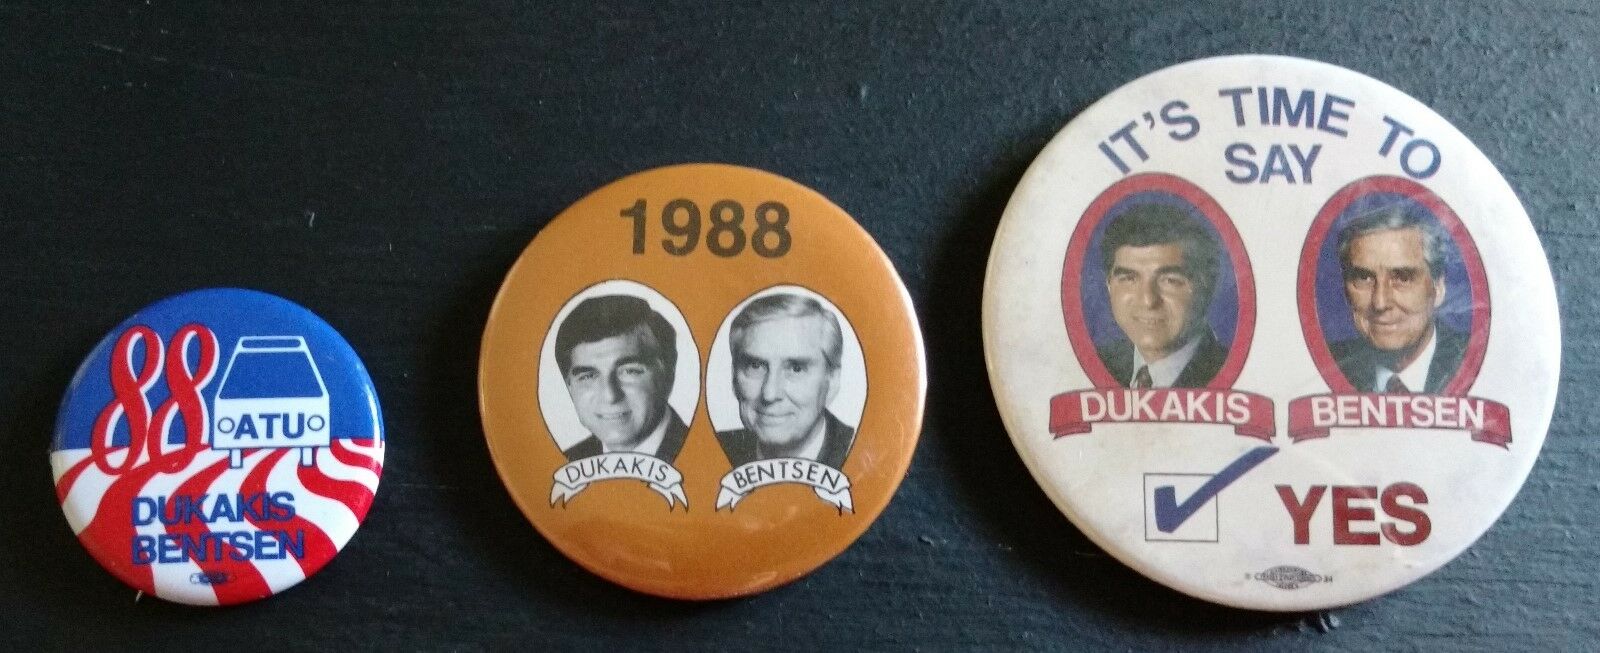 88
ATU
DUKAKIS
BENTSEN
1988
DUKAKIS
BENTSEN
IT'S TIME TO
SAY
DUKAKIS
BENTSEN
YES